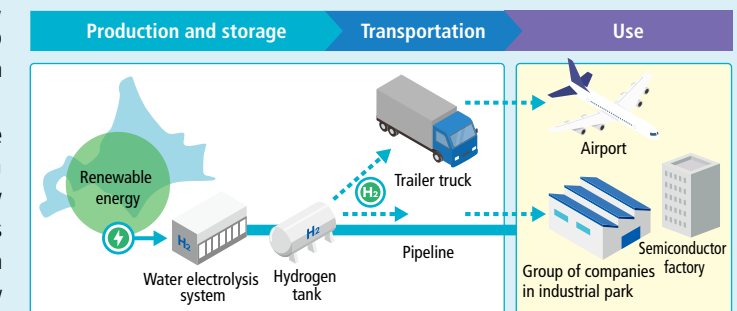 Production and storage
Transportation
Use
Renewable
energy
H2
Water electrolysis
system
H2
Hydrogen
tank
H2
Trailer truck
Pipeline
Airport
Group of companies
in industrial park
Semiconductor
factory